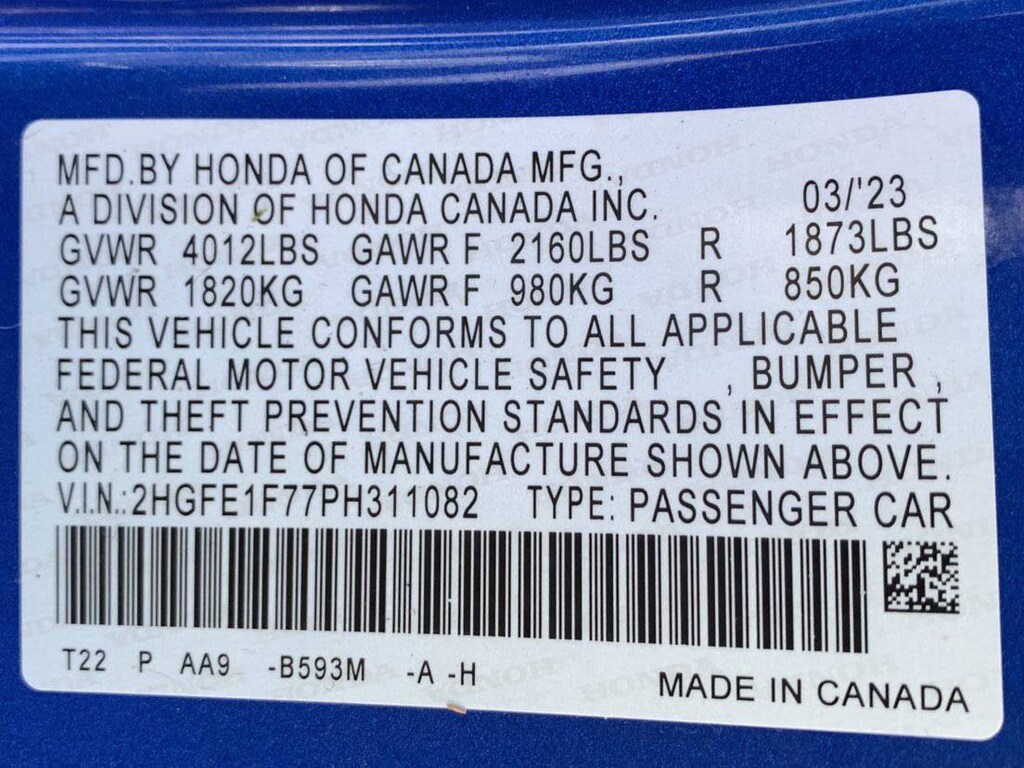 MFD.BY HONDA OF CANADA MFG.,
A DIVISION OF HONDA CANADA INC. 03/'23
GVWR 4012LBS GAWR F 2160LBS R 1873LBS
GVWR 1820KG GAWR F 980KG R 850KG
THIS VEHICLE CONFORMS TO ALL APPLICABLE
FEDERAL MOTOR VEHICLE SAFETY , BUMPER ,
AND THEFT PREVENTION STANDARDS IN EFFECT
ON THE DATE OF MANUFACTURE SHOWN ABOVE.
V.I.N.:2HGFE1F77PH311082 TYPE: PASSENGER CAR
T22 P AA9 -B593M -A -H
MADE IN CANADA